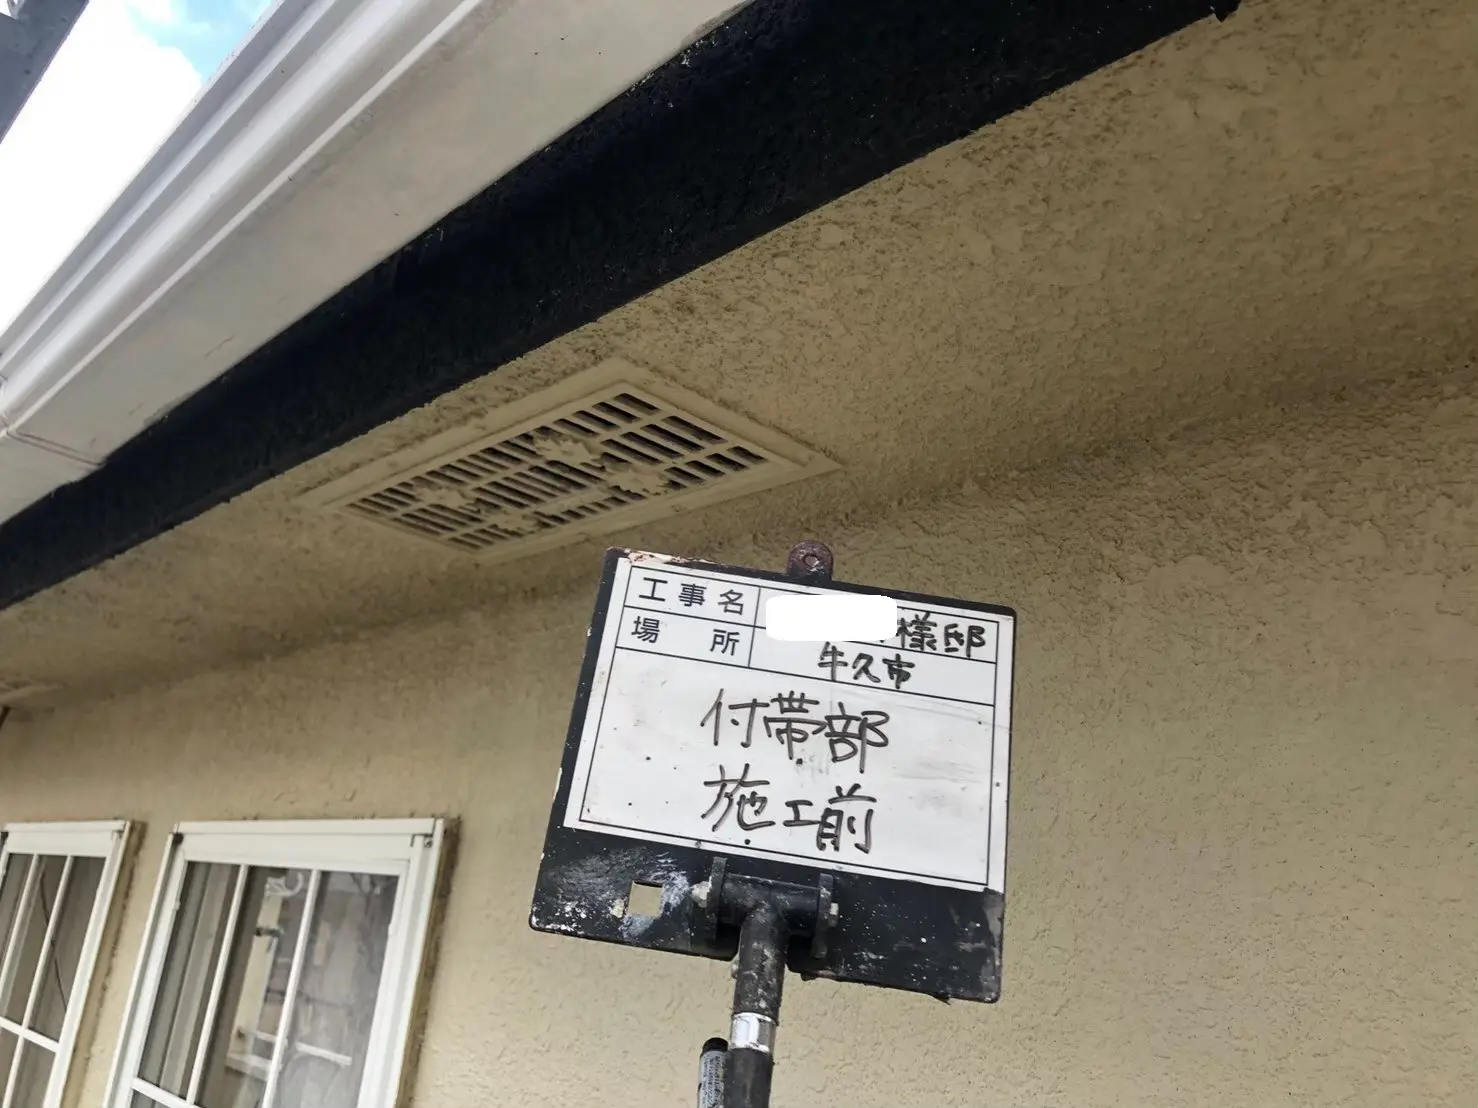 工事名 様邸
場所 牛久市
付帯部
施工前